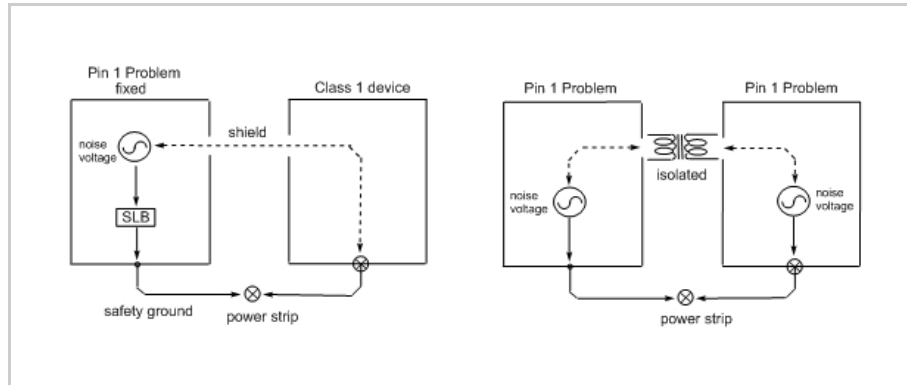 Pin 1 Problem
fixed
Class 1 device
noise
voltage
shield
SLB
safety ground
power strip
Pin 1 Problem
Pin 1 Problem
isolated
noise
voltage
noise
voltage
power strip